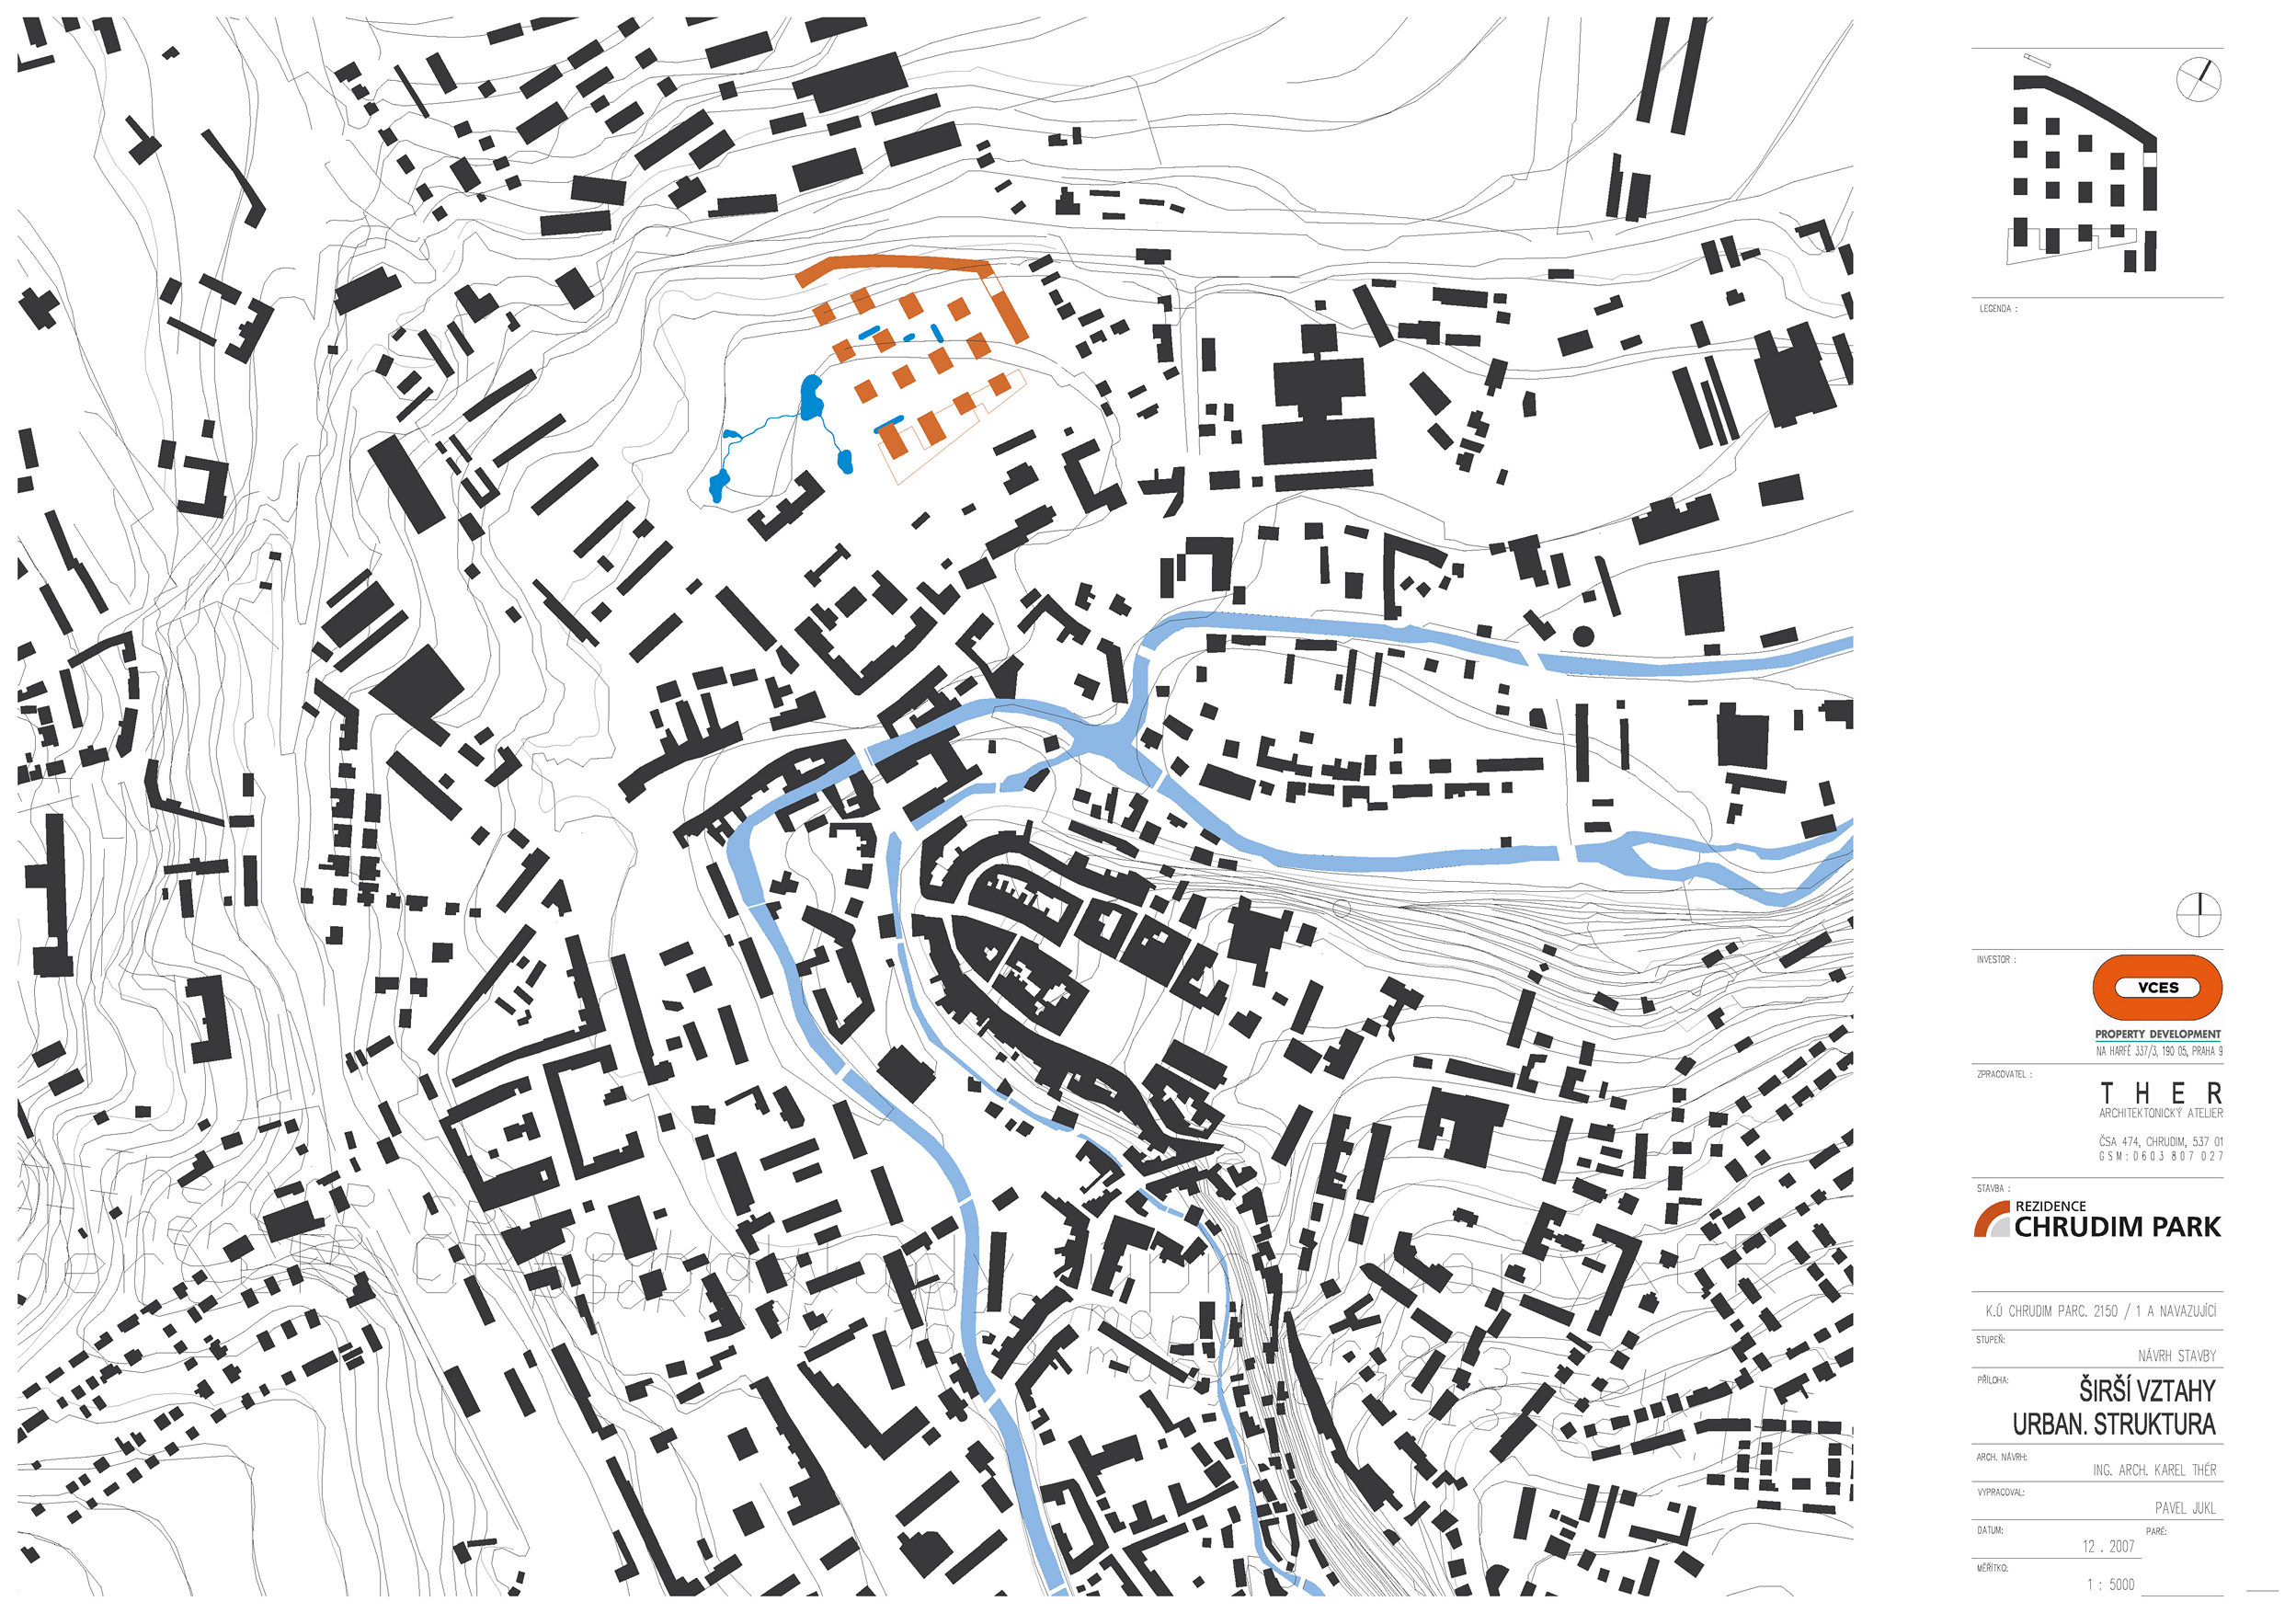 LEGENDA :
INVESTOR :
VCES
PROPERTY DEVELOPMENT
NA HARFĚ 337/3, 190 05, PRAHA 9
ZPRACOVATEL :
THER
ARCHITEKTONICKÝ ATELIER
ČSA 474, CHRUDIM, 537 01
GSM:0603 807 027
STAVBA :
REZIDENCE
CHRUDIM PARK
K.Ú CHRUDIM PARC. 2150 / 1 A NAVAZUJÍCÍ
STUPEŇ:
NÁVRH STAVBY
PŘÍLOHA:
ŠIRŠÍ VZTAHY
URBAN. STRUKTURA
ARCH. NÁVRH:
ING. ARCH. KAREL THÉR
VYPRACOVAL:
PAVEL JUKL
DATUM:
PARÉ:
12 . 2007
MĚŘÍTKO:
1 : 5000